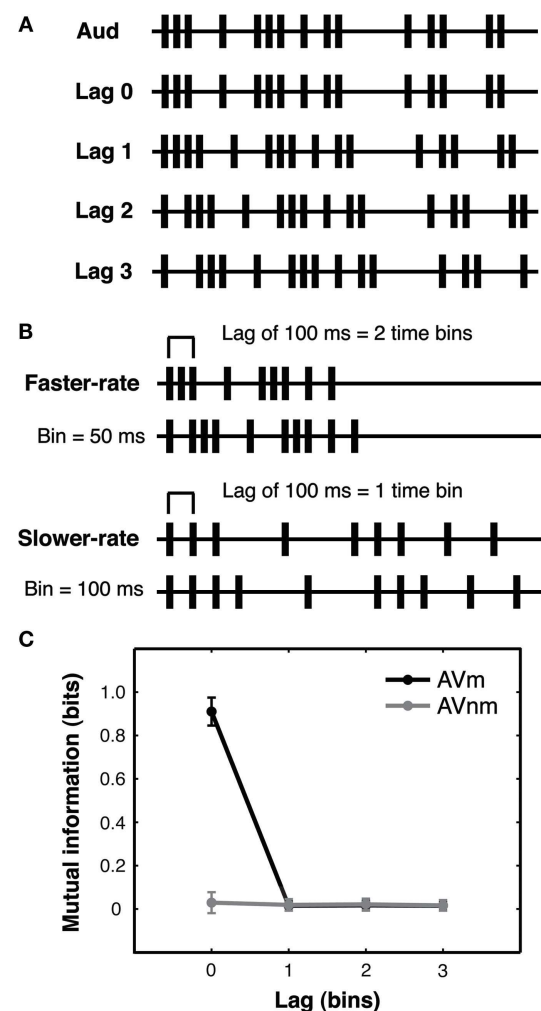 A
Aud
Lag 0
Lag 1
Lag 2
Lag 3
B
Lag of 100 ms = 2 time bins
Faster-rate
Bin = 50 ms
Lag of 100 ms = 1 time bin
Slower-rate
Bin = 100 ms
C
Mutual information (bits)
1.0
0.8
0.6
0.4
0.2
0
AVm
AVnm
0 1 2 3
Lag (bins)